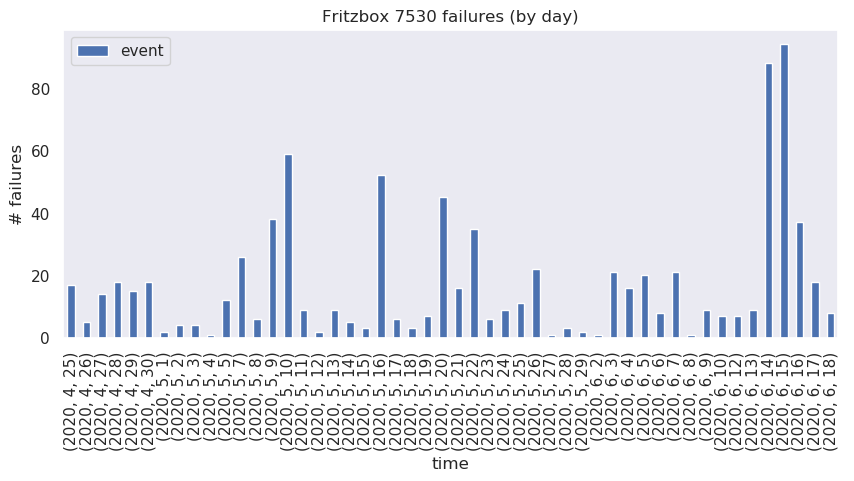 Fritzbox 7530 failures (by day)
event
# failures
80
60
40
20
0
(2020, 4, 25)
(2020, 4, 26)
(2020, 4, 27)
(2020, 4, 28)
(2020, 4, 29)
(2020, 4, 30)
(2020, 5, 1)
(2020, 5, 2)
(2020, 5, 3)
(2020, 5, 4)
(2020, 5, 5)
(2020, 5, 7)
(2020, 5, 8)
(2020, 5, 9)
(2020, 5, 10)
(2020, 5, 11)
(2020, 5, 12)
(2020, 5, 13)
(2020, 5, 14)
(2020, 5, 15)
(2020, 5, 16)
(2020, 5, 17)
(2020, 5, 18)
(2020, 5, 19)
(2020, 5, 20)
(2020, 5, 21)
(2020, 5, 22)
(2020, 5, 23)
(2020, 5, 24)
(2020, 5, 25)
(2020, 5, 26)
(2020, 5, 27)
(2020, 5, 28)
(2020, 5, 29)
(2020, 6, 2)
(2020, 6, 3)
(2020, 6, 4)
(2020, 6, 5)
(2020, 6, 6)
(2020, 6, 7)
(2020, 6, 8)
(2020, 6, 9)
(2020, 6, 10)
(2020, 6, 12)
(2020, 6, 13)
(2020, 6, 14)
(2020, 6, 15)
(2020, 6, 16)
(2020, 6, 17)
(2020, 6, 18)
time